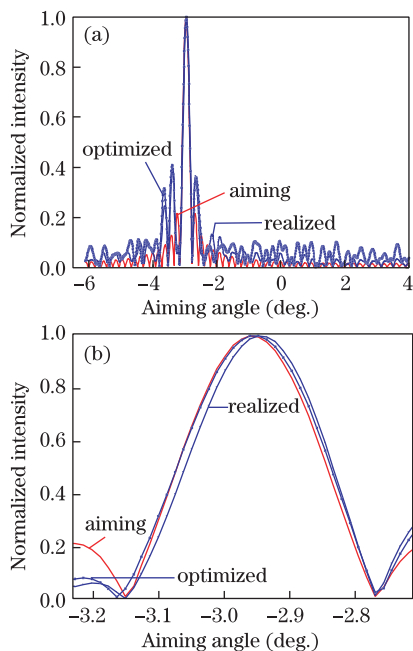 (a)
Normalized intensity
1.0
0.8
0.6
0.4
0.2
0
optimized
aiming
realized
−6 −4 −2 0 2 4
Aiming angle (deg.)
(b)
Normalized intensity
1.0
0.8
0.6
0.4
0.2
0
realized
aiming
optimized
−3.2 −3.1 −3.0 −2.9 −2.8
Aiming angle (deg.)